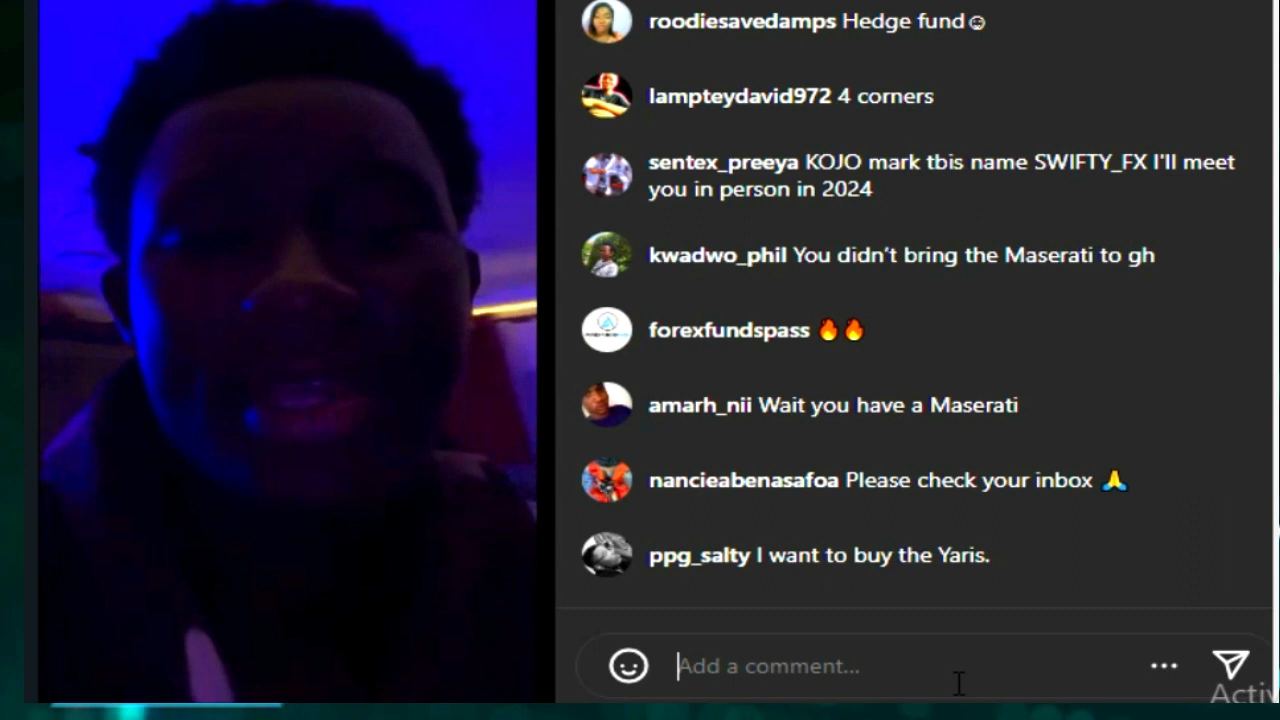 roodiesavedamps Hedge fund
lampteydavid972 4 corners
sentex_preeya KOJO mark tbis name SWIFTY_FX I'll meet
you in person in 2024
kwadwo_phil You didn’t bring the Maserati to gh
forexfundspass 🔥🔥
amarh_nii Wait you have a Maserati
nancieabenasafoa Please check your inbox 🙏
ppg_salty I want to buy the Yaris.
Add a comment...
Activ